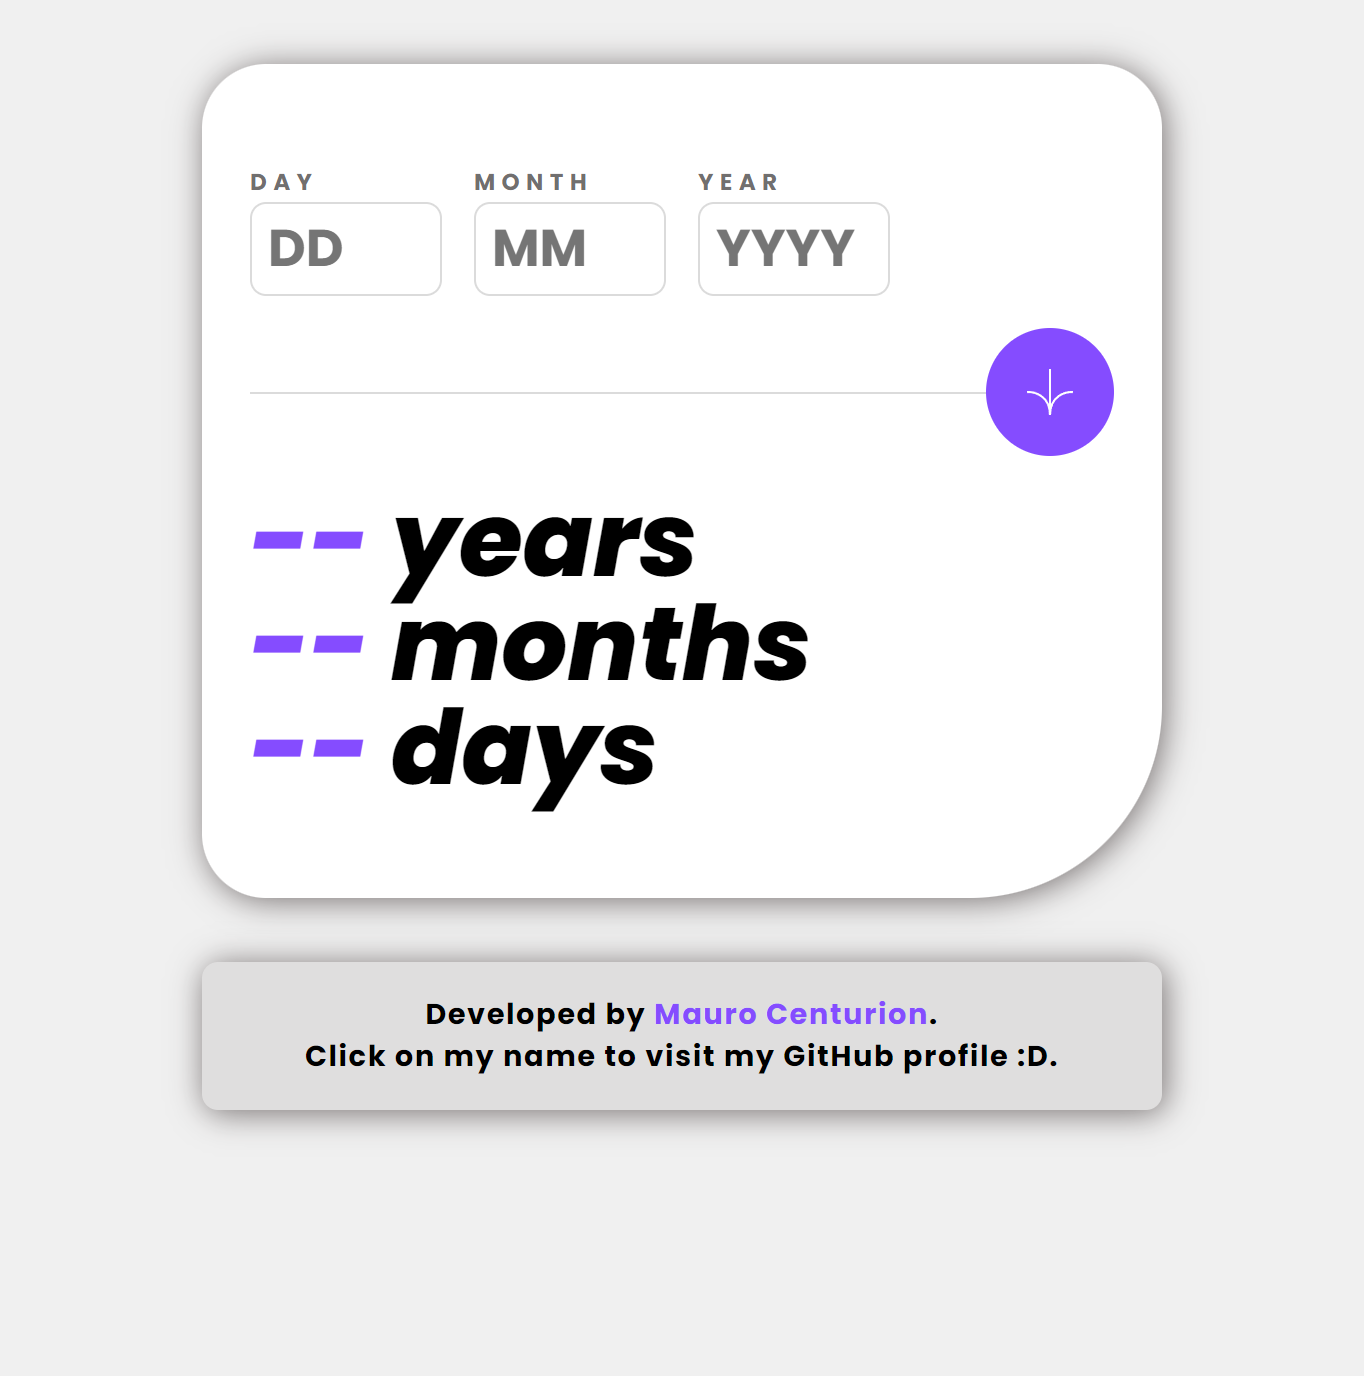 DAY MONTH YEAR
DD MM YYYY
-- years
-- months
-- days
Developed by Mauro Centurion.
Click on my name to visit my GitHub profile :D.